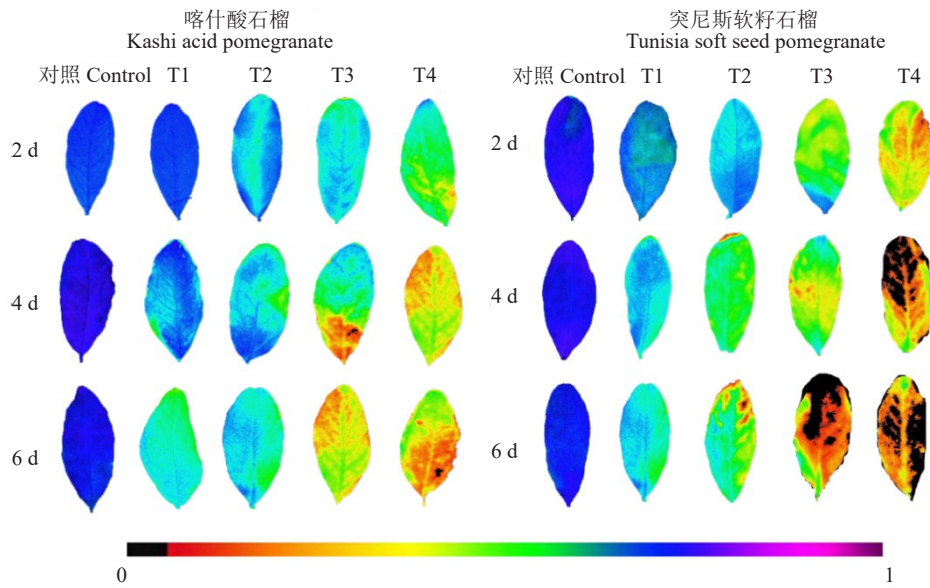 喀什酸石榴
Kashi acid pomegranate
对照 Control T1 T2 T3 T4
突尼斯软籽石榴
Tunisia soft seed pomegranate
对照 Control T1 T2 T3 T4
2 d
2 d
4 d
4 d
6 d
6 d
0 1